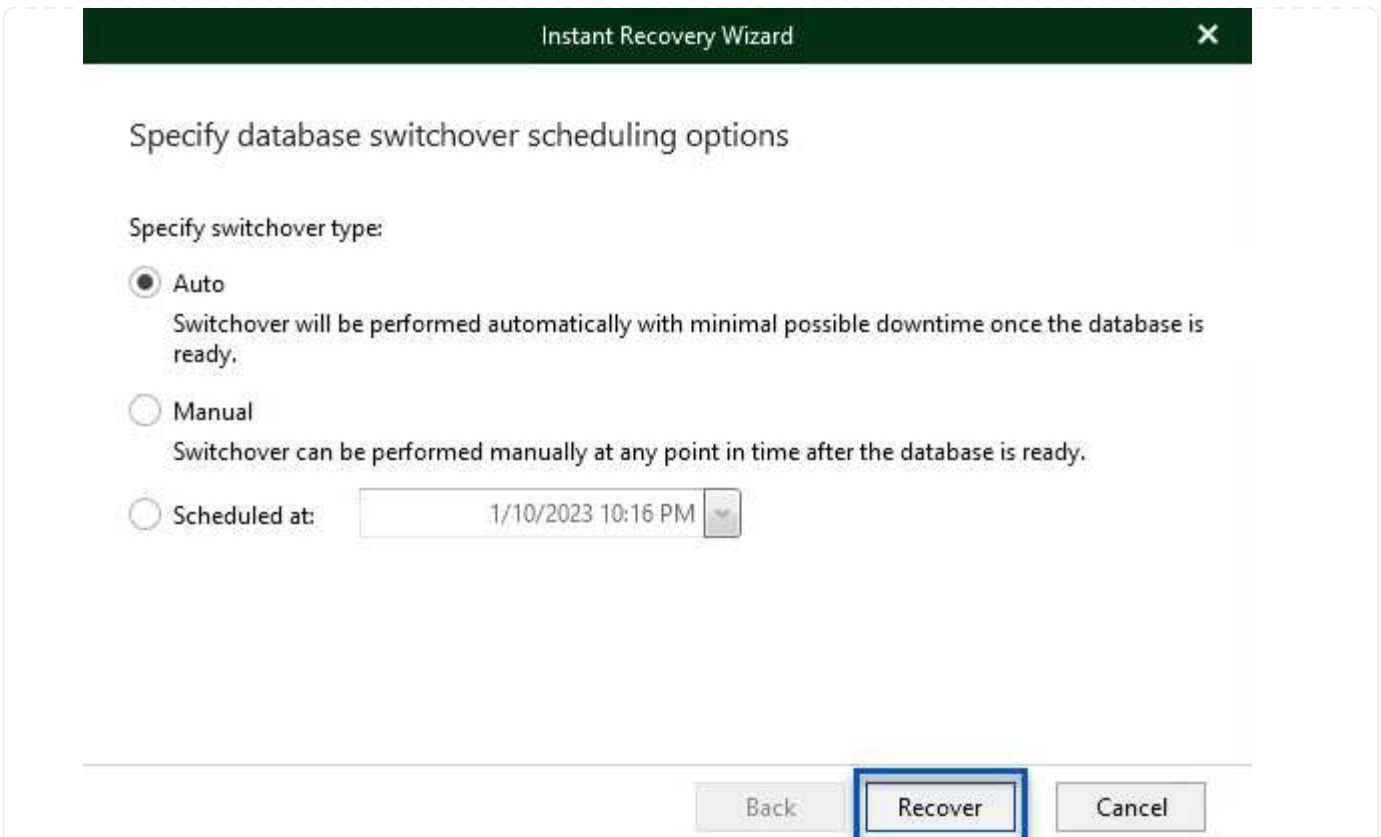 Instant Recovery Wizard
Specify database switchover scheduling options
Specify switchover type:
Auto
Switchover will be performed automatically with minimal possible downtime once the database is
ready.
Manual
Switchover can be performed manually at any point in time after the database is ready.
Scheduled at: 1/10/2023 10:16 PM
Back Recover Cancel